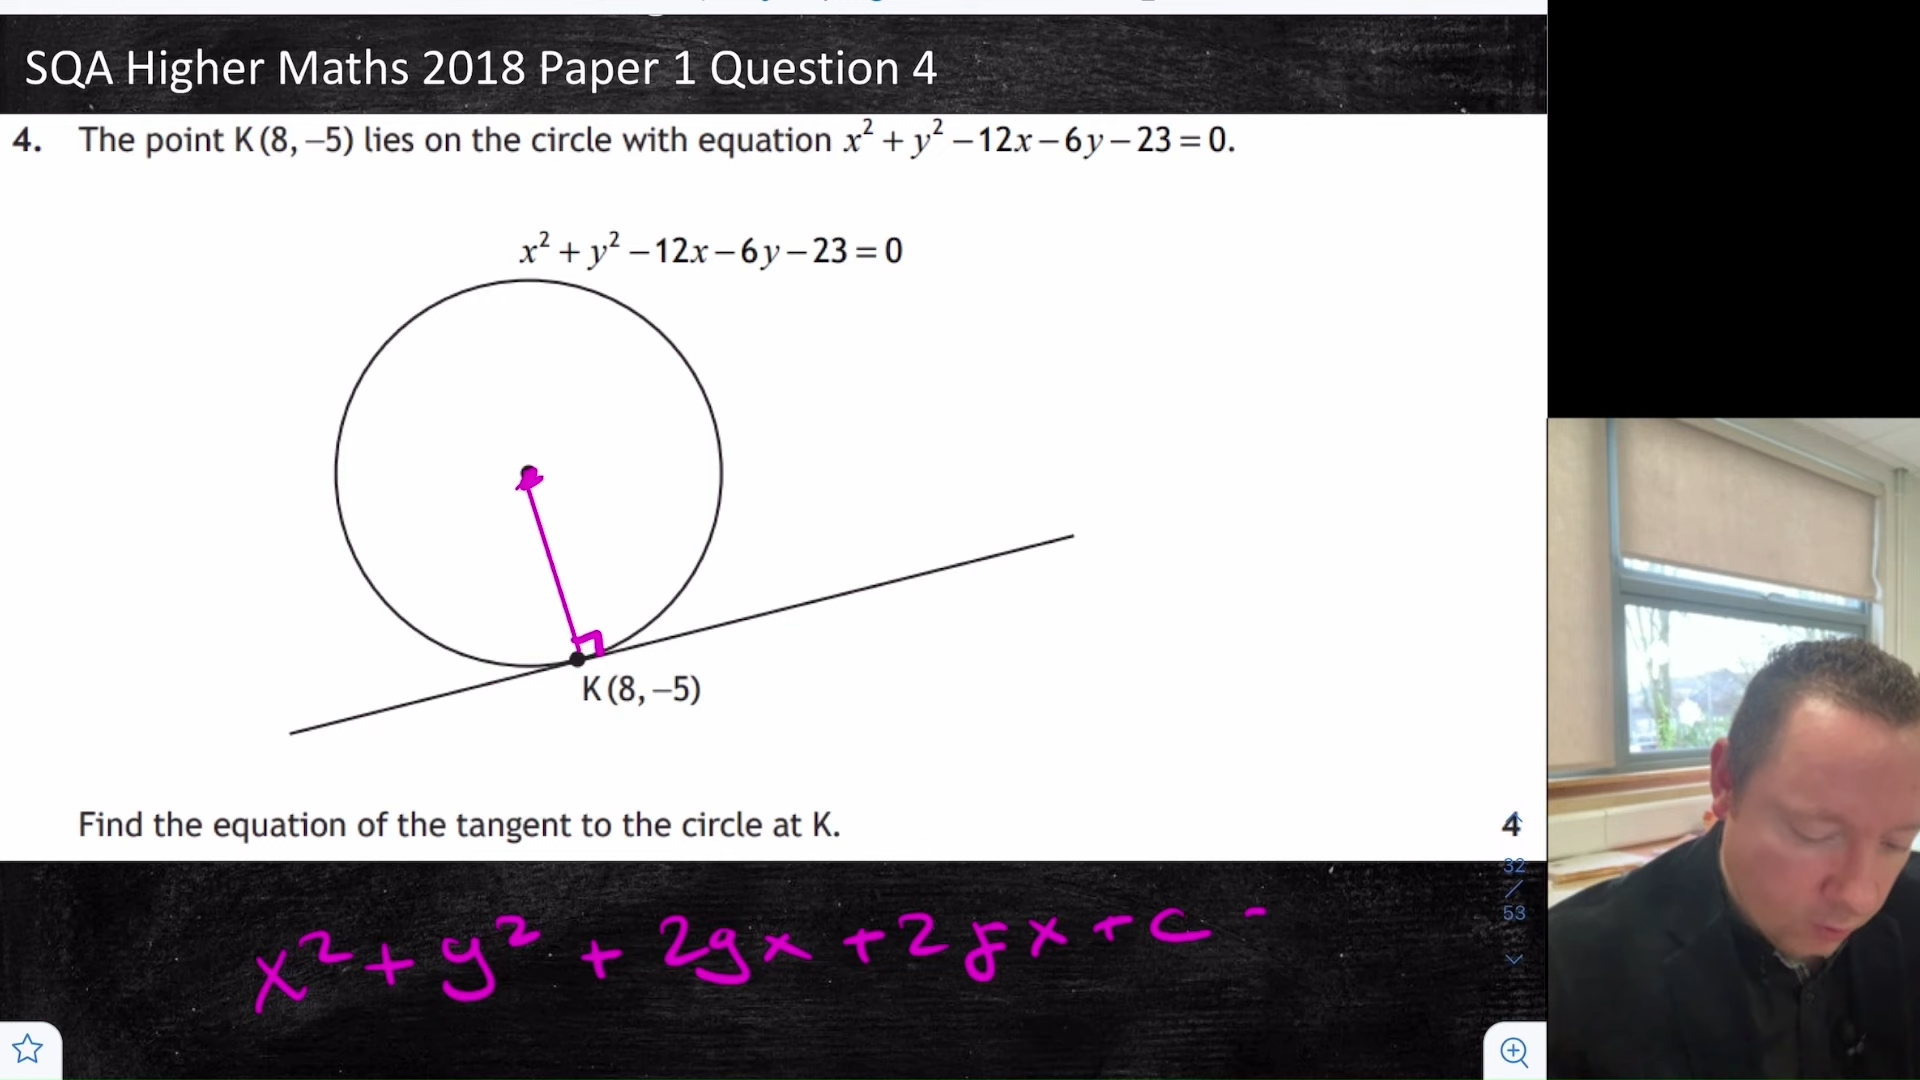 SQA Higher Maths 2018 Paper 1 Question 4
4. The point K(8, −5) lies on the circle with equation x² + y² − 12x − 6y − 23 = 0.
x² + y² − 12x − 6y − 23 = 0
K(8, −5)
Find the equation of the tangent to the circle at K. 4
32
/
53
x² + y² + 2gx + 2fx + c -